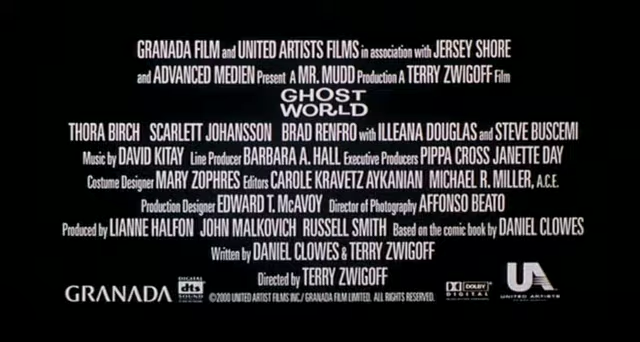 GRANADA FILM and UNITED ARTISTS FILMS in association with JERSEY SHORE
and ADVANCED MEDIEN Present A MR. MUDD Production A TERRY ZWIGOFF Film
GHOST
WORLD
THORA BIRCH SCARLETT JOHANSSON BRAD RENFRO with ILLEANA DOUGLAS and STEVE BUSCEMI
Music by DAVID KITAY Line Producer BARBARA A. HALL Executive Producers PIPPA CROSS JANETTE DAY
Costume Designer MARY ZOPHRES Editors CAROLE KRAVETZ AYKANIAN MICHAEL R. MILLER, A.C.E.
Production Designer EDWARD T. McAVOY Director of Photography AFFONSO BEATO
Produced by LIANNE HALFON JOHN MALKOVICH RUSSELL SMITH Based on the comic book by DANIEL CLOWES
Written by DANIEL CLOWES & TERRY ZWIGOFF
Directed by TERRY ZWIGOFF
GRANADA DIGITAL dts SOUND ©2000 UNITED ARTIST FILMS INC./ GRANADA FILM LIMITED. ALL RIGHTS RESERVED. DOLBY DIGITAL UA UNITED ARTISTS